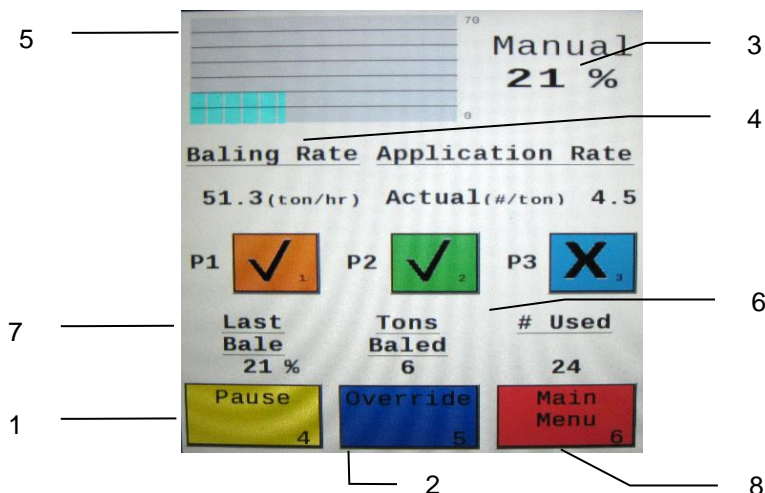 5
70
Manual
3
21 %
0
4
Baling Rate Application Rate
51.3(ton/hr) Actual(#/ton) 4.5
P1 1 P2 2 P3 X 3
6
7
Last Tons # Used
Bale Baled
21 % 6 24
1
Pause Override Main
Menu
4 5 6
2
8